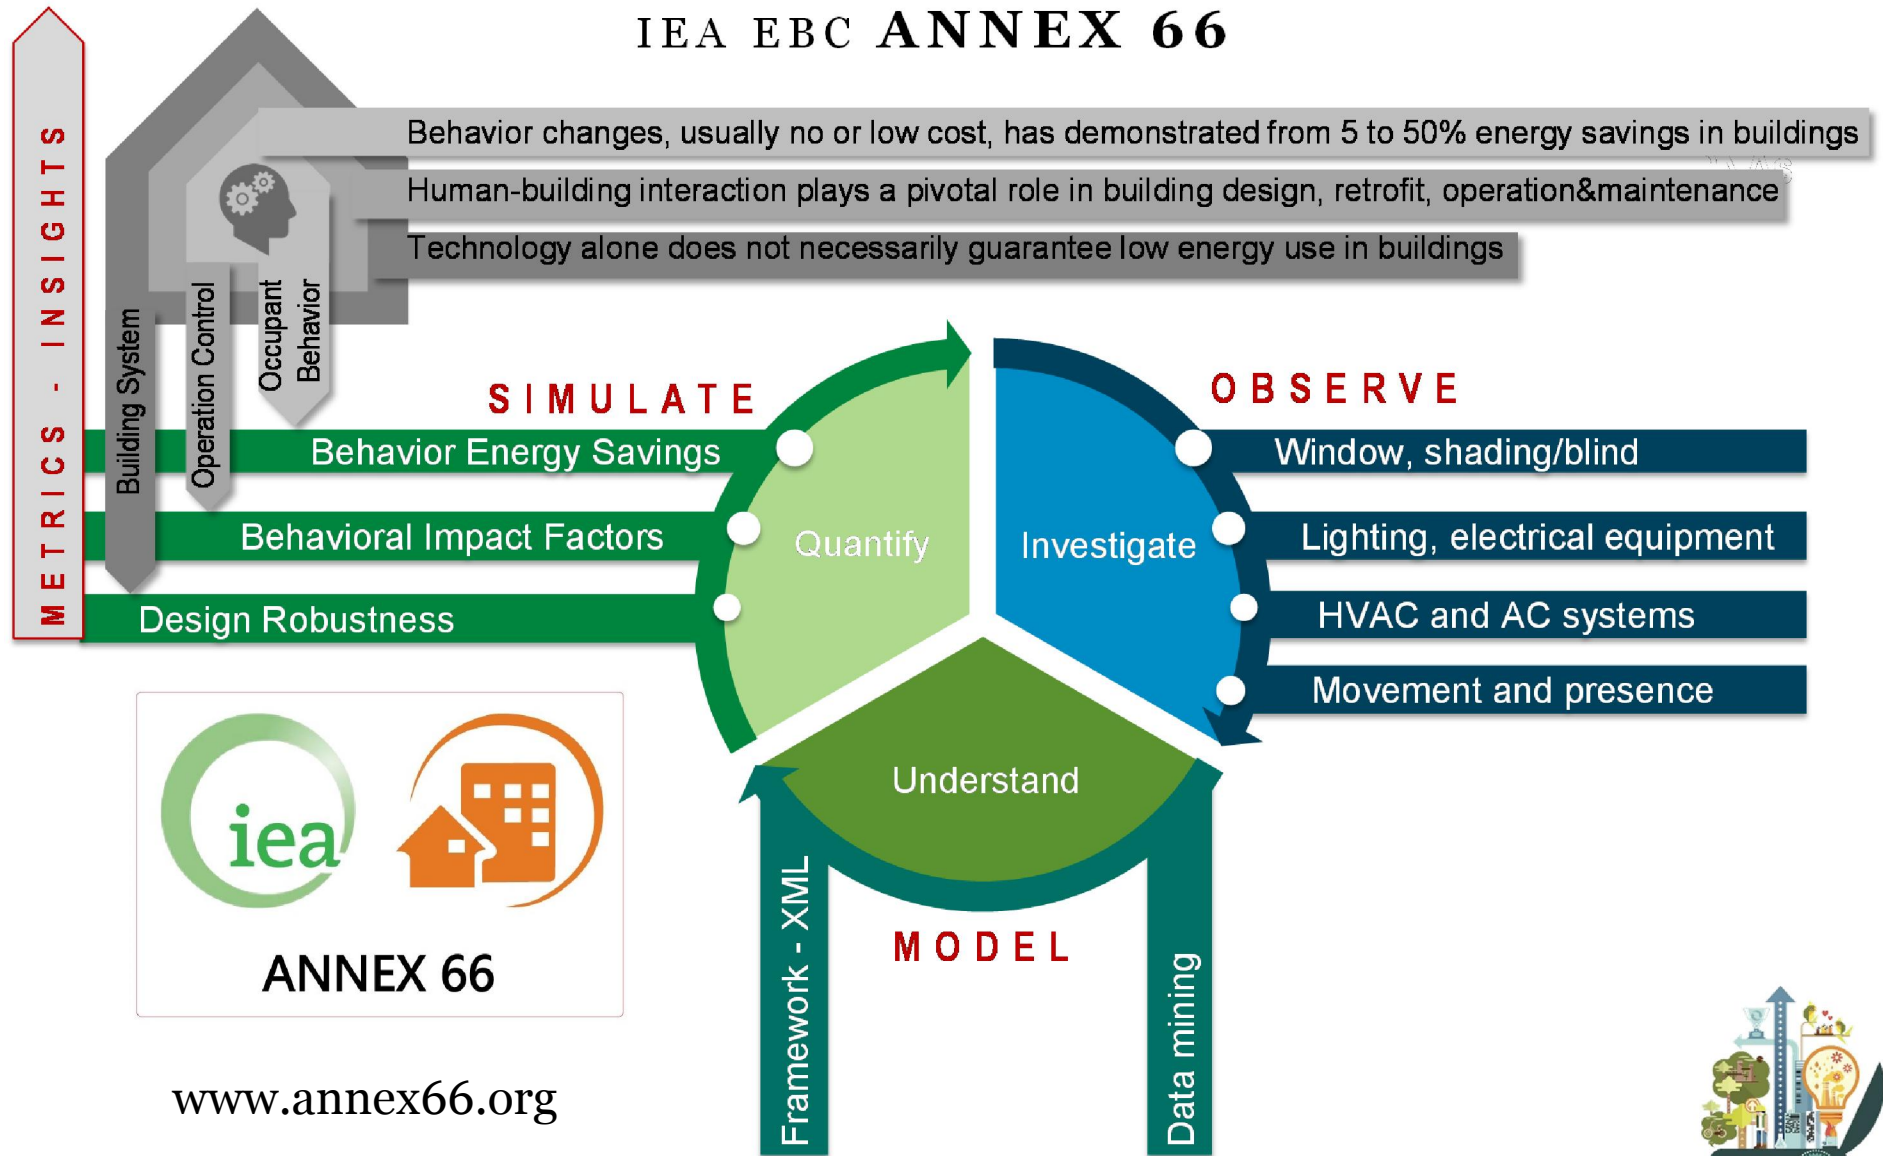 IEA EBC ANNEX 66
Behavior changes, usually no or low cost, has demonstrated from 5 to 50% energy savings in buildings
Human-building interaction plays a pivotal role in building design, retrofit, operation&maintenance
Technology alone does not necessarily guarantee low energy use in buildings
METRICS - INSIGHTS
Building System
Operation Control
Occupant
Behavior
SIMULATE
Behavior Energy Savings
Behavioral Impact Factors
Design Robustness
Quantify
OBSERVE
Investigate
Window, shading/blind
Lighting, electrical equipment
HVAC and AC systems
Movement and presence
Understand
MODEL
Framework - XML
Data mining
iea
ANNEX 66
www.annex66.org